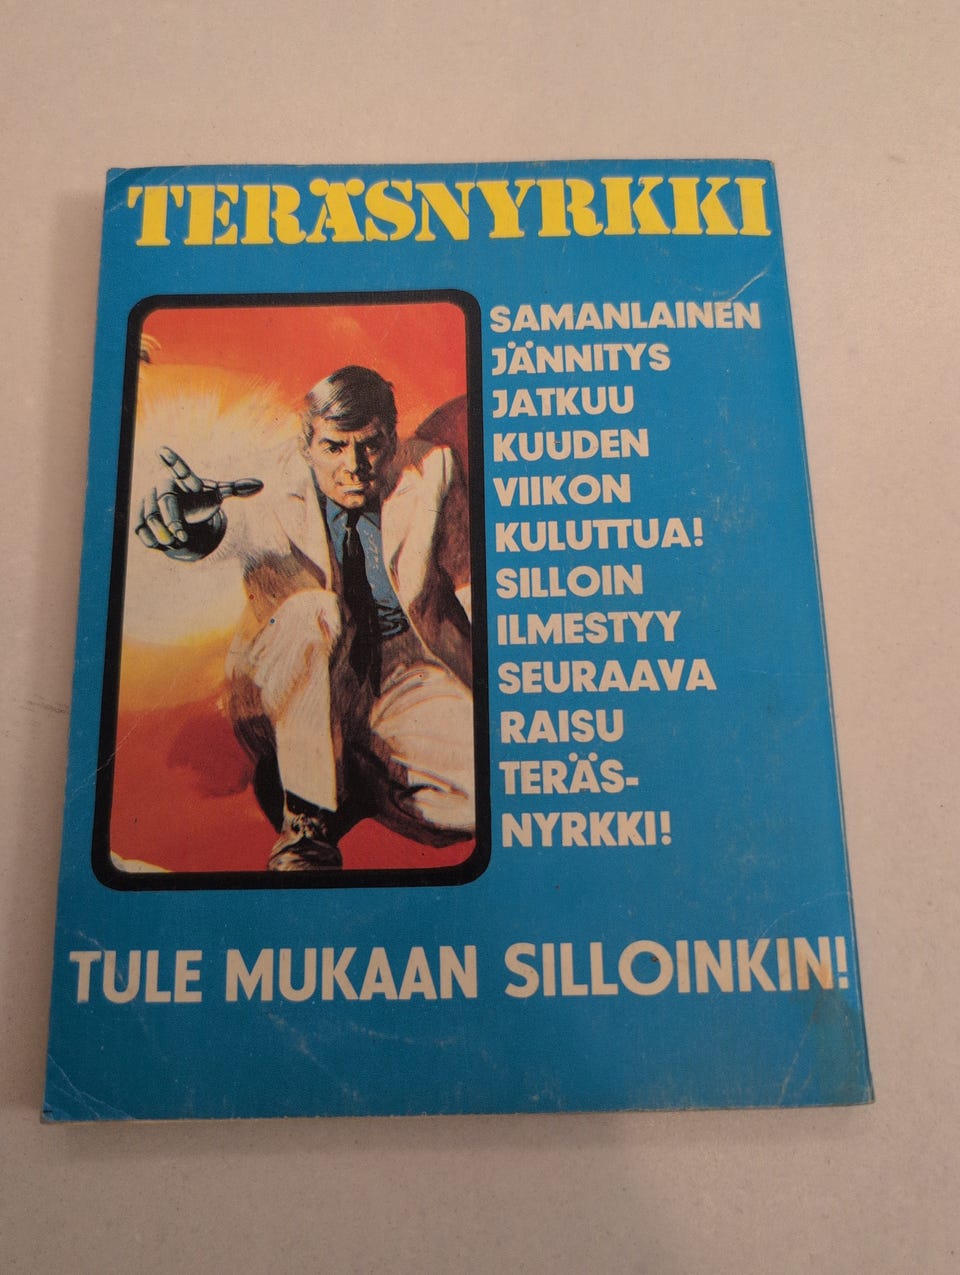 TERÄSNYRKKI
SAMANLAINEN
JÄNNITYS
JATKUU
KUUDEN
VIIKON
KULUTTUA!
SILLOIN
ILMESTYY
SEURAAVA
RAISU
TERÄS-
NYRKKI!
TULE MUKAAN SILLOINKIN!